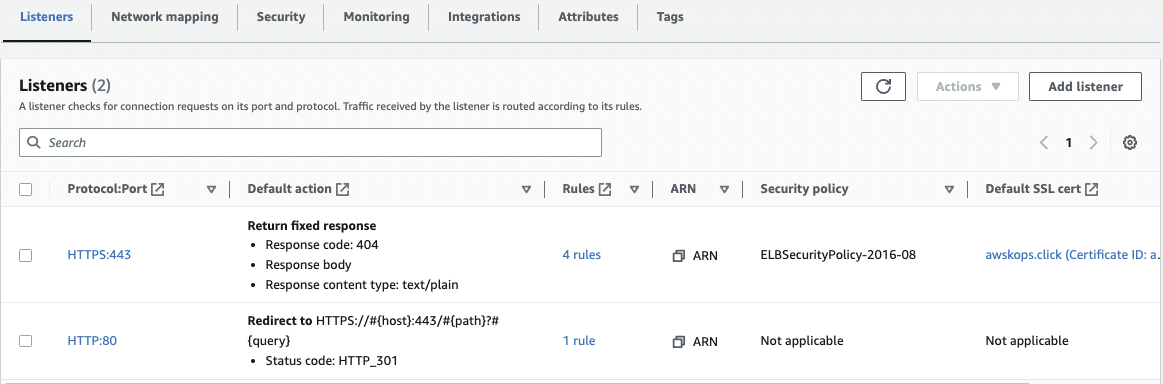 Listeners Network mapping Security Monitoring Integrations Attributes Tags
Listeners (2)
Actions Add listener
A listener checks for connection requests on its port and protocol. Traffic received by the listener is routed according to its rules.
Search
1
Protocol:Port Default action Rules ARN Security policy Default SSL cert
Return fixed response
• Response code: 404
HTTPS:443 • Response body 4 rules ARN ELBSecurityPolicy-2016-08 awskops.click (Certificate ID: a.
• Response content type: text/plain
Redirect to HTTPS://#{host}:443/#{path}?#
HTTP:80 {query} 1 rule ARN Not applicable Not applicable
• Status code: HTTP_301